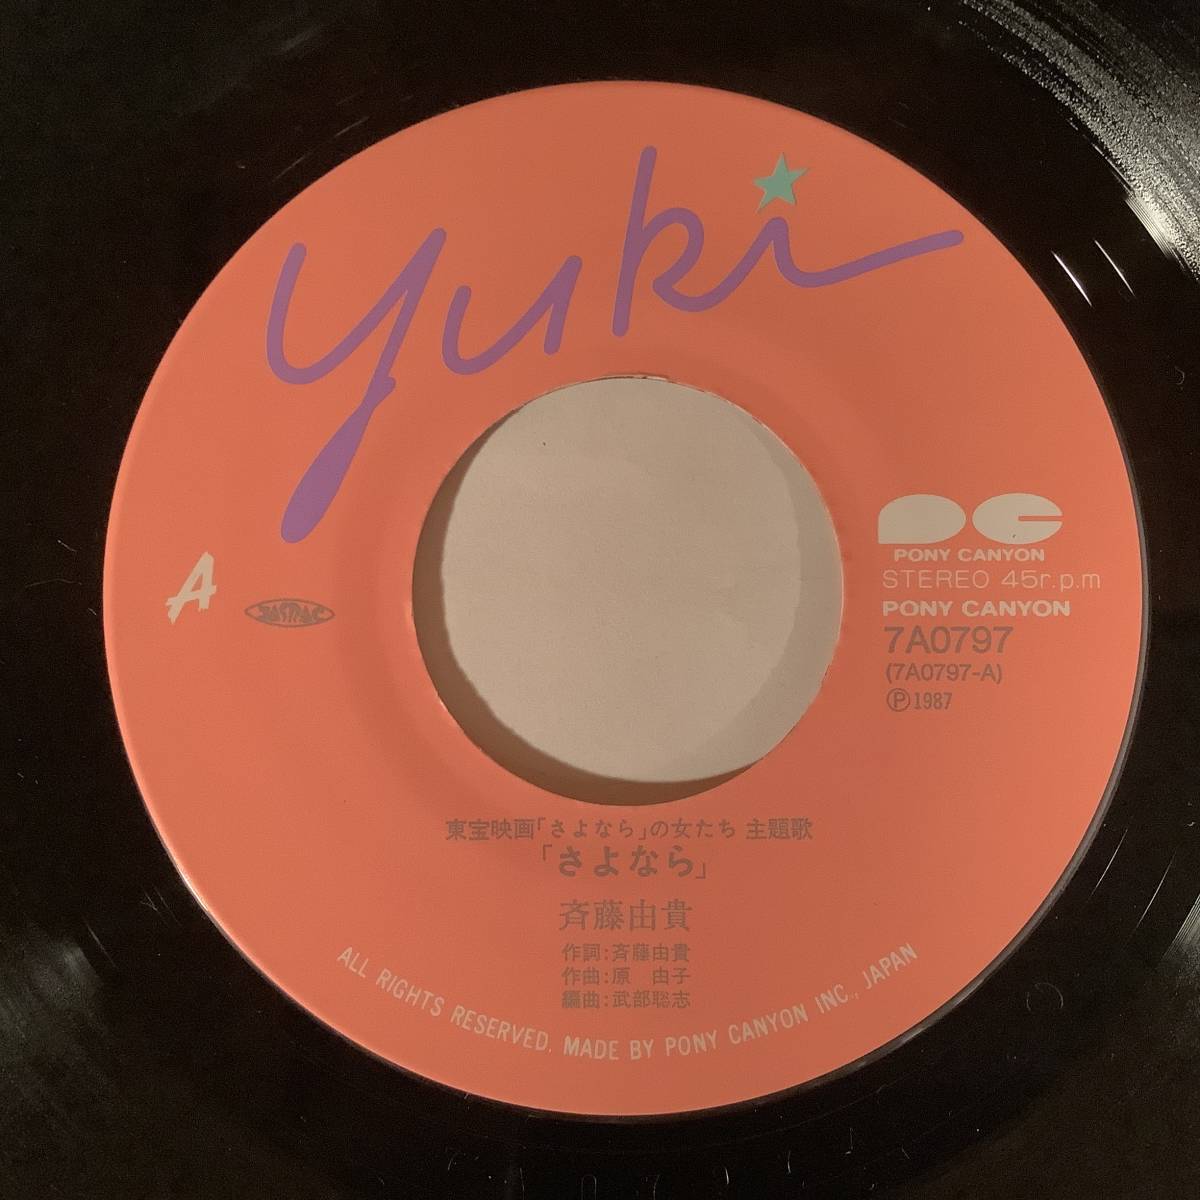 yuki
A
JASRAC
PONY CANYON
STEREO 45r.p.m
PONY CANYON
7A0797
(7A0797-A)
Ⓟ1987
東宝映画「さよなら」の女たち 主題歌
「さよなら」
斉藤由貴
作詞:斉藤由貴
作曲:原 由子
編曲:武部聡志
ALL RIGHTS RESERVED. MADE BY PONY CANYON INC., JAPAN